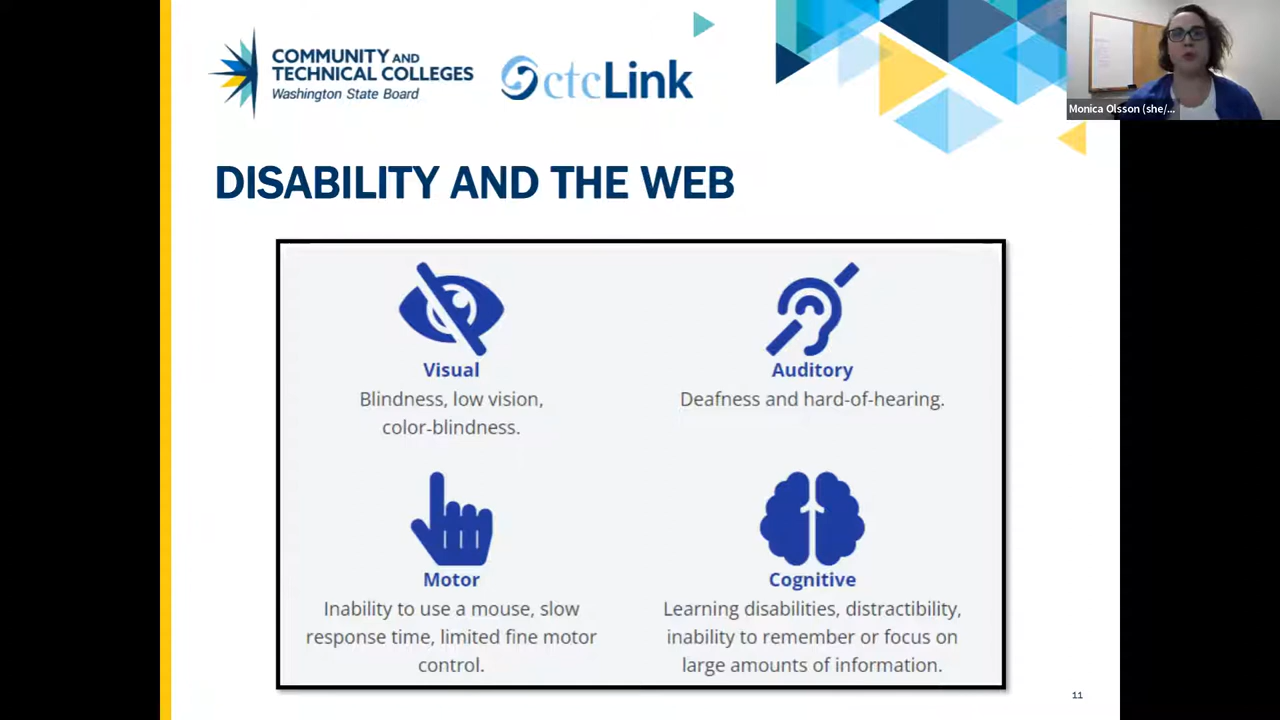 COMMUNITY AND
TECHNICAL COLLEGES
Washington State Board
ctcLink
Monica Olsson (she/...
DISABILITY AND THE WEB
Visual
Blindness, low vision,
color-blindness.
Auditory
Deafness and hard-of-hearing.
Motor
Inability to use a mouse, slow
response time, limited fine motor
control.
Cognitive
Learning disabilities, distractibility,
inability to remember or focus on
large amounts of information.
11